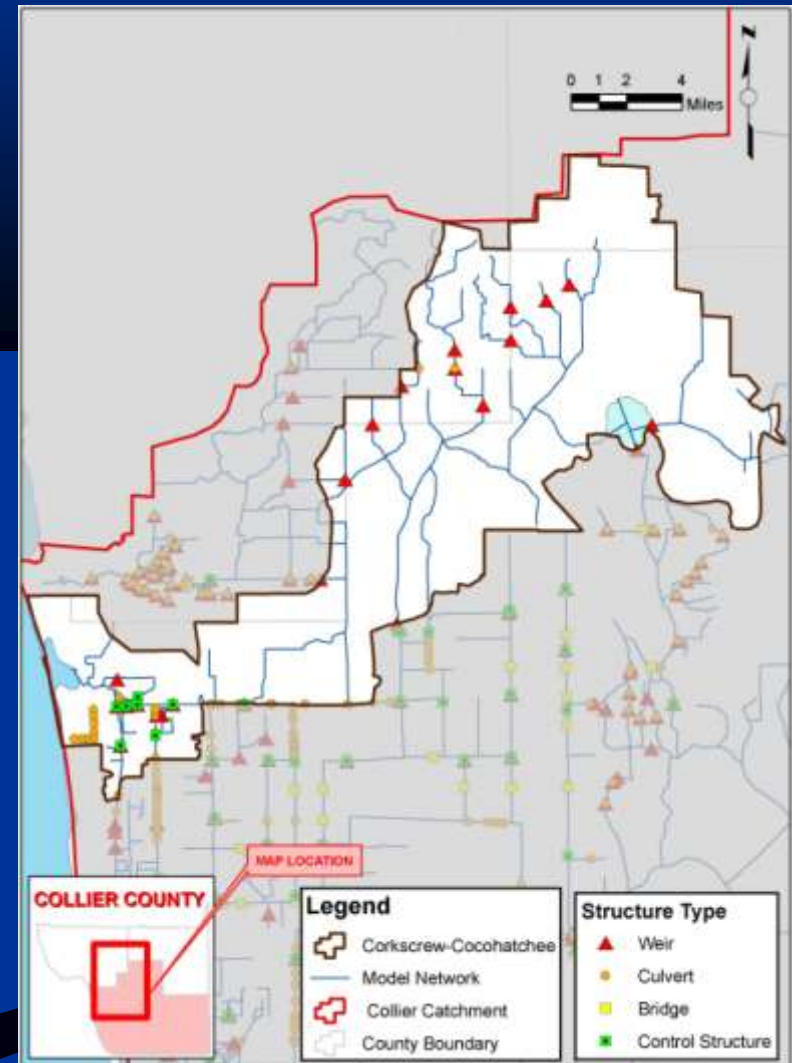 N
0 1 2 4
Miles
MAP LOCATION
COLLIER COUNTY
Legend
Corkscrew-Cocohatchee
Model Network
Collier Catchment
County Boundary
Structure Type
Weir
Culvert
Bridge
Control Structure